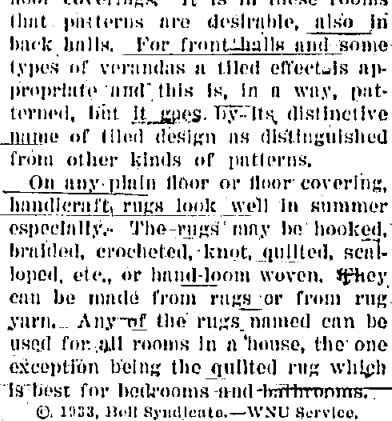 floor coverings. It is in these rooms
that patterns are desirable, also in
back halls. For front halls and some
types of verandas a tiled effect is ap-
propriate and this is, in a way, pat-
terned, but it goes by its distinctive
name of tiled design as distinguished
from other kinds of patterns.
On any plain floor or floor covering,
handicraft rugs look well in summer
especially. The rugs may be hooked,
braided, crocheted, knot, quilted, scal-
loped, etc., or hand-loom woven. They
can be made from rags or from rug
yarn. Any of the rugs named can be
used for all rooms in a house, the one
exception being the quilted rug which
is best for bedrooms and bathrooms.
©. 1933, Bell Syndicate.—WNU Service.